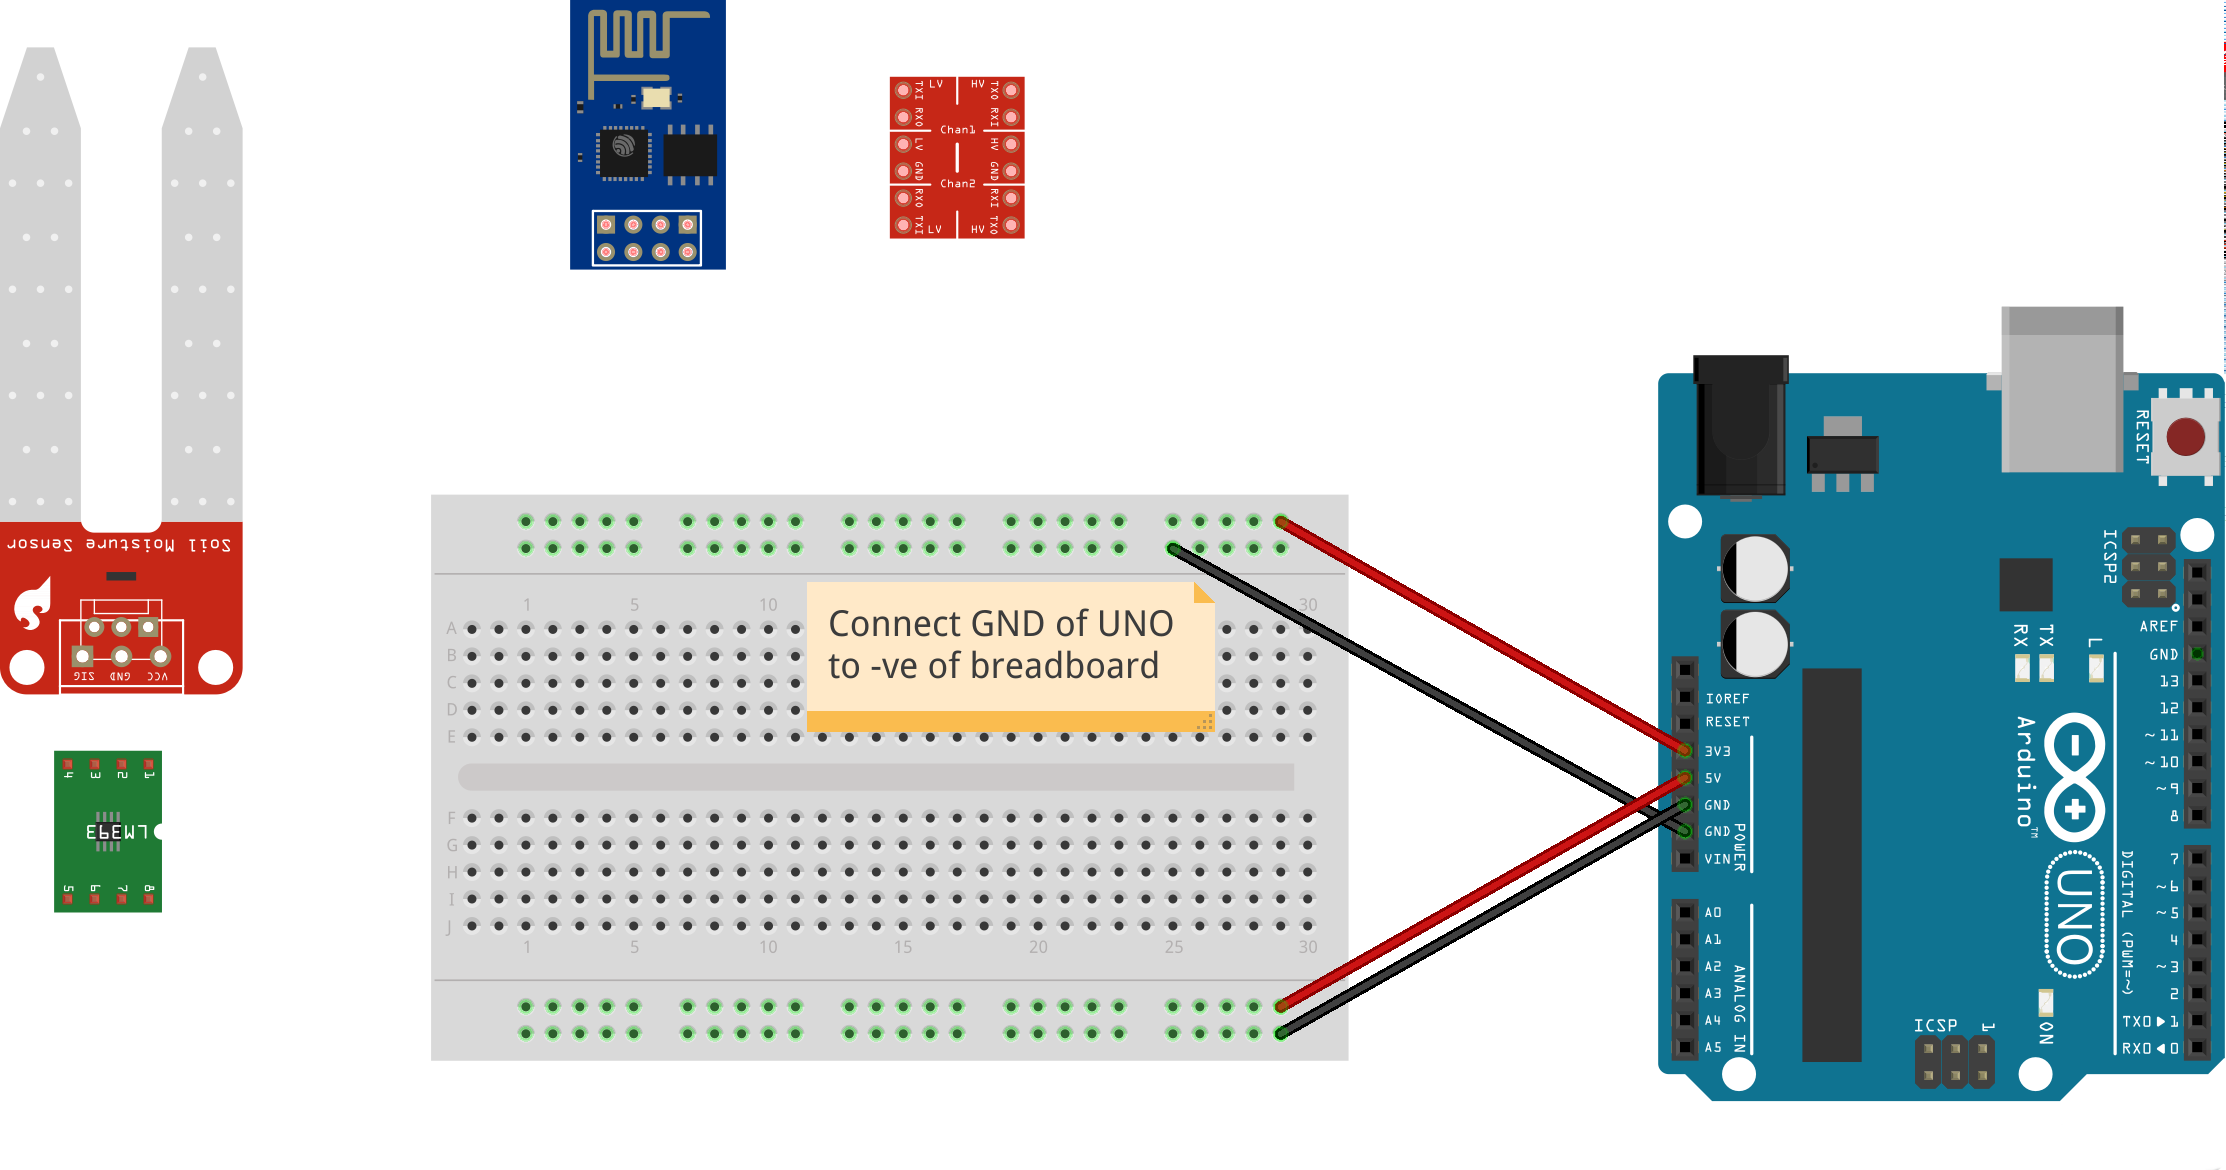 LV HV
TXI TXO
RXO RXI
Chan1
LV HV
GND GND
Chan2
RXO RXI
TXI TXO
LV HV
RESET
Soil Moisture Sensor
SIG GND VCC
4 3 2 1
LM393
5 6 7 8
1 5 10 30
A
B
C
D
E
Connect GND of UNO
to -ve of breadboard
F
G
H
I
J
1 5 10 15 20 25 30
ICSP2
RX TX L
IOREF
RESET
3V3
5V
GND
GND
VIN
POWER
A0
A1
A2
A3
A4
A5
ANALOG IN
Arduino™
UNO
AREF
GND
13
12
~11
~10
~9
8
7
~6
~5
4
~3
2
TX0▶1
RX0◀0
DIGITAL (PWM=~)
ICSP 1
ON